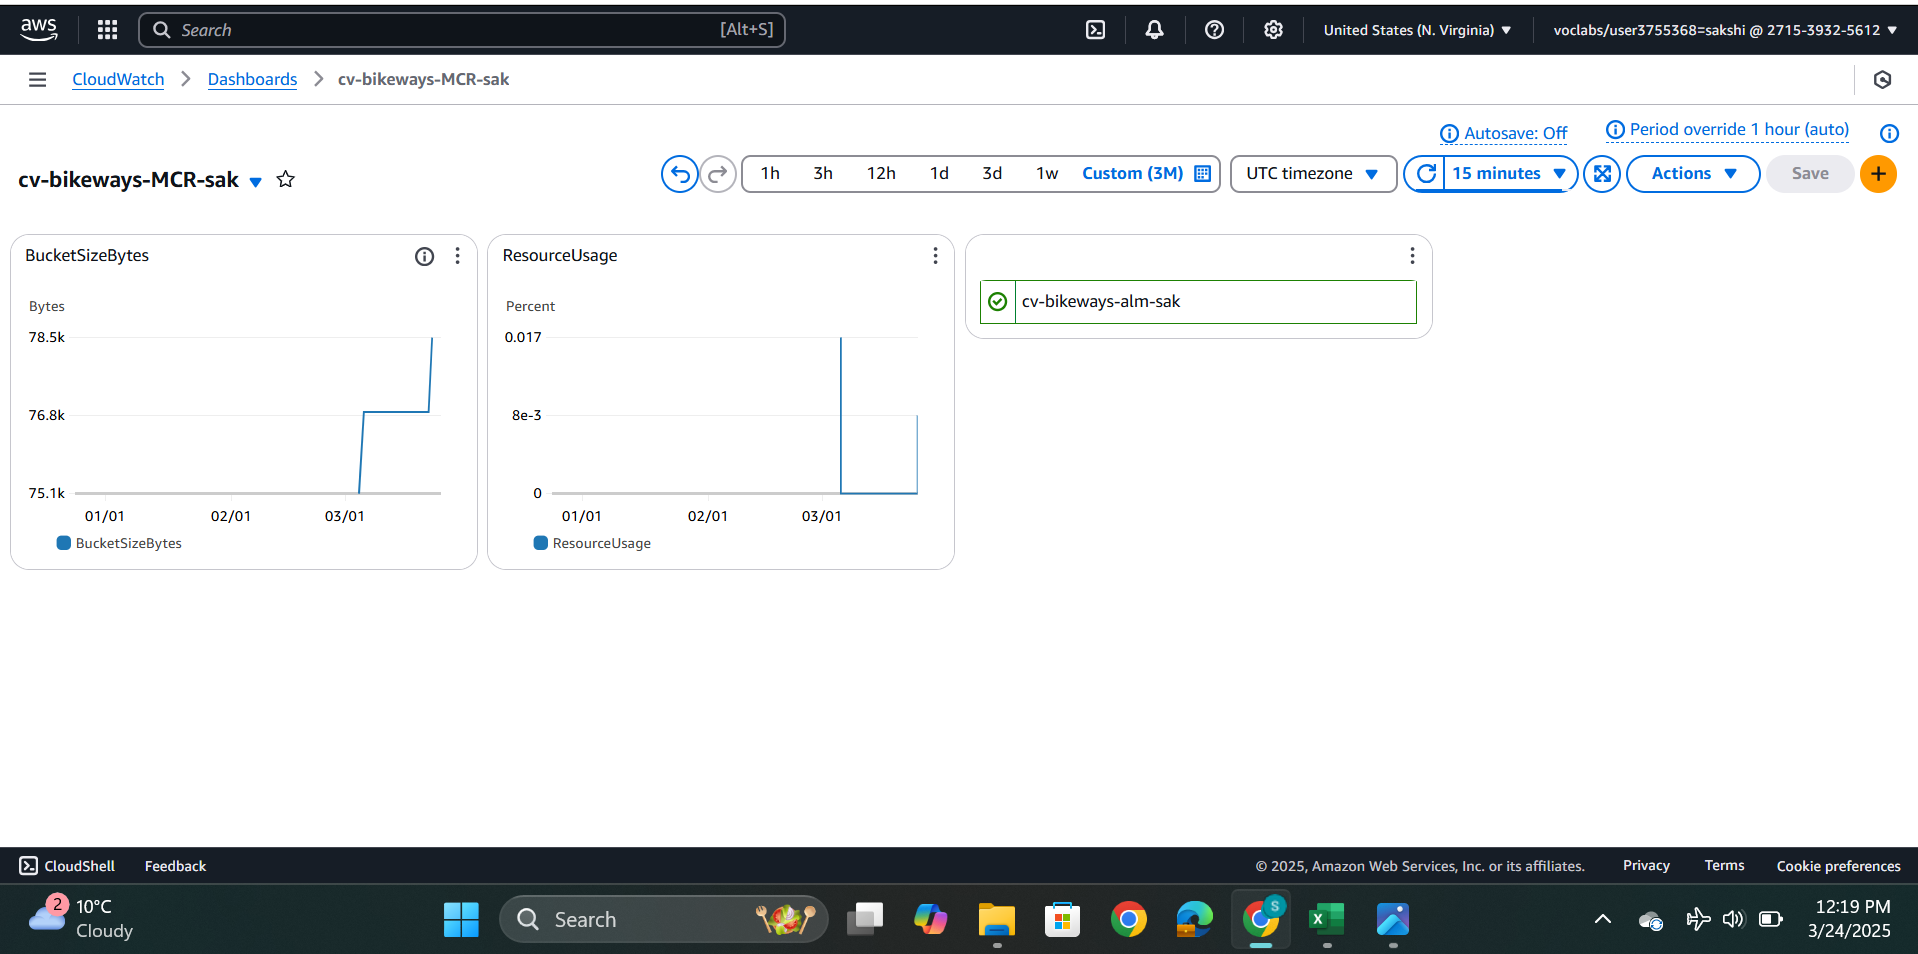 aws
Search [Alt+S]
United States (N. Virginia)
voclabs/user3755368=sakshi @ 2715-3932-5612
CloudWatch > Dashboards > cv-bikeways-MCR-sak
Autosave: Off
Period override 1 hour (auto)
cv-bikeways-MCR-sak
1h 3h 12h 1d 3d 1w Custom (3M)
UTC timezone
15 minutes
Actions
Save
BucketSizeBytes
Bytes
78.5k
76.8k
75.1k
01/01 02/01 03/01
BucketSizeBytes
ResourceUsage
Percent
0.017
8e-3
0
01/01 02/01 03/01
ResourceUsage
cv-bikeways-alm-sak
CloudShell Feedback
© 2025, Amazon Web Services, Inc. or its affiliates. Privacy Terms Cookie preferences
2
10°C
Cloudy
Search
S
X
12:19 PM
3/24/2025